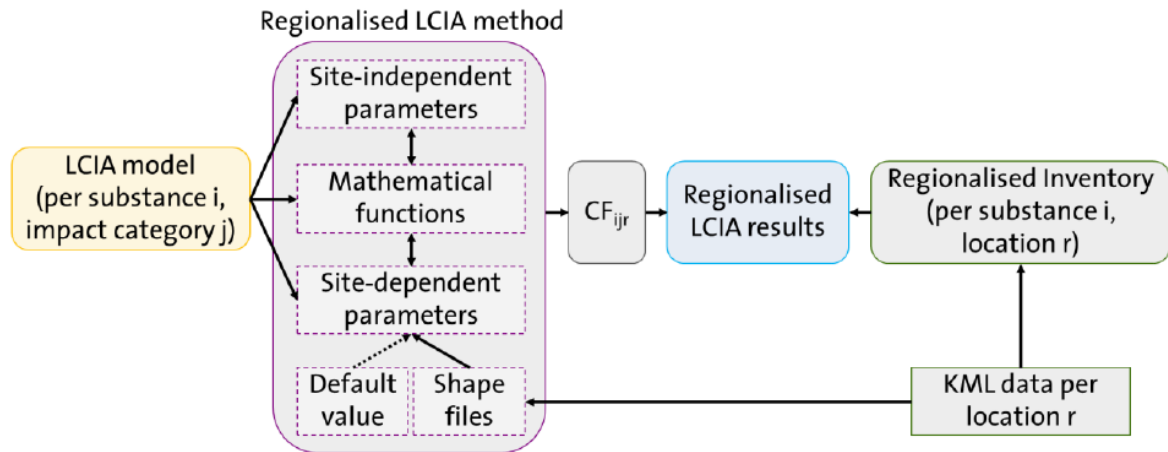 Regionalised LCIA method
Site-independent
parameters
LCIA model
(per substance i,
impact category j)
Mathematical
functions
CFijr
Regionalised
LCIA results
Regionalised Inventory
(per substance i,
location r)
Site-dependent
parameters
Default
value
Shape
files
KML data per
location r